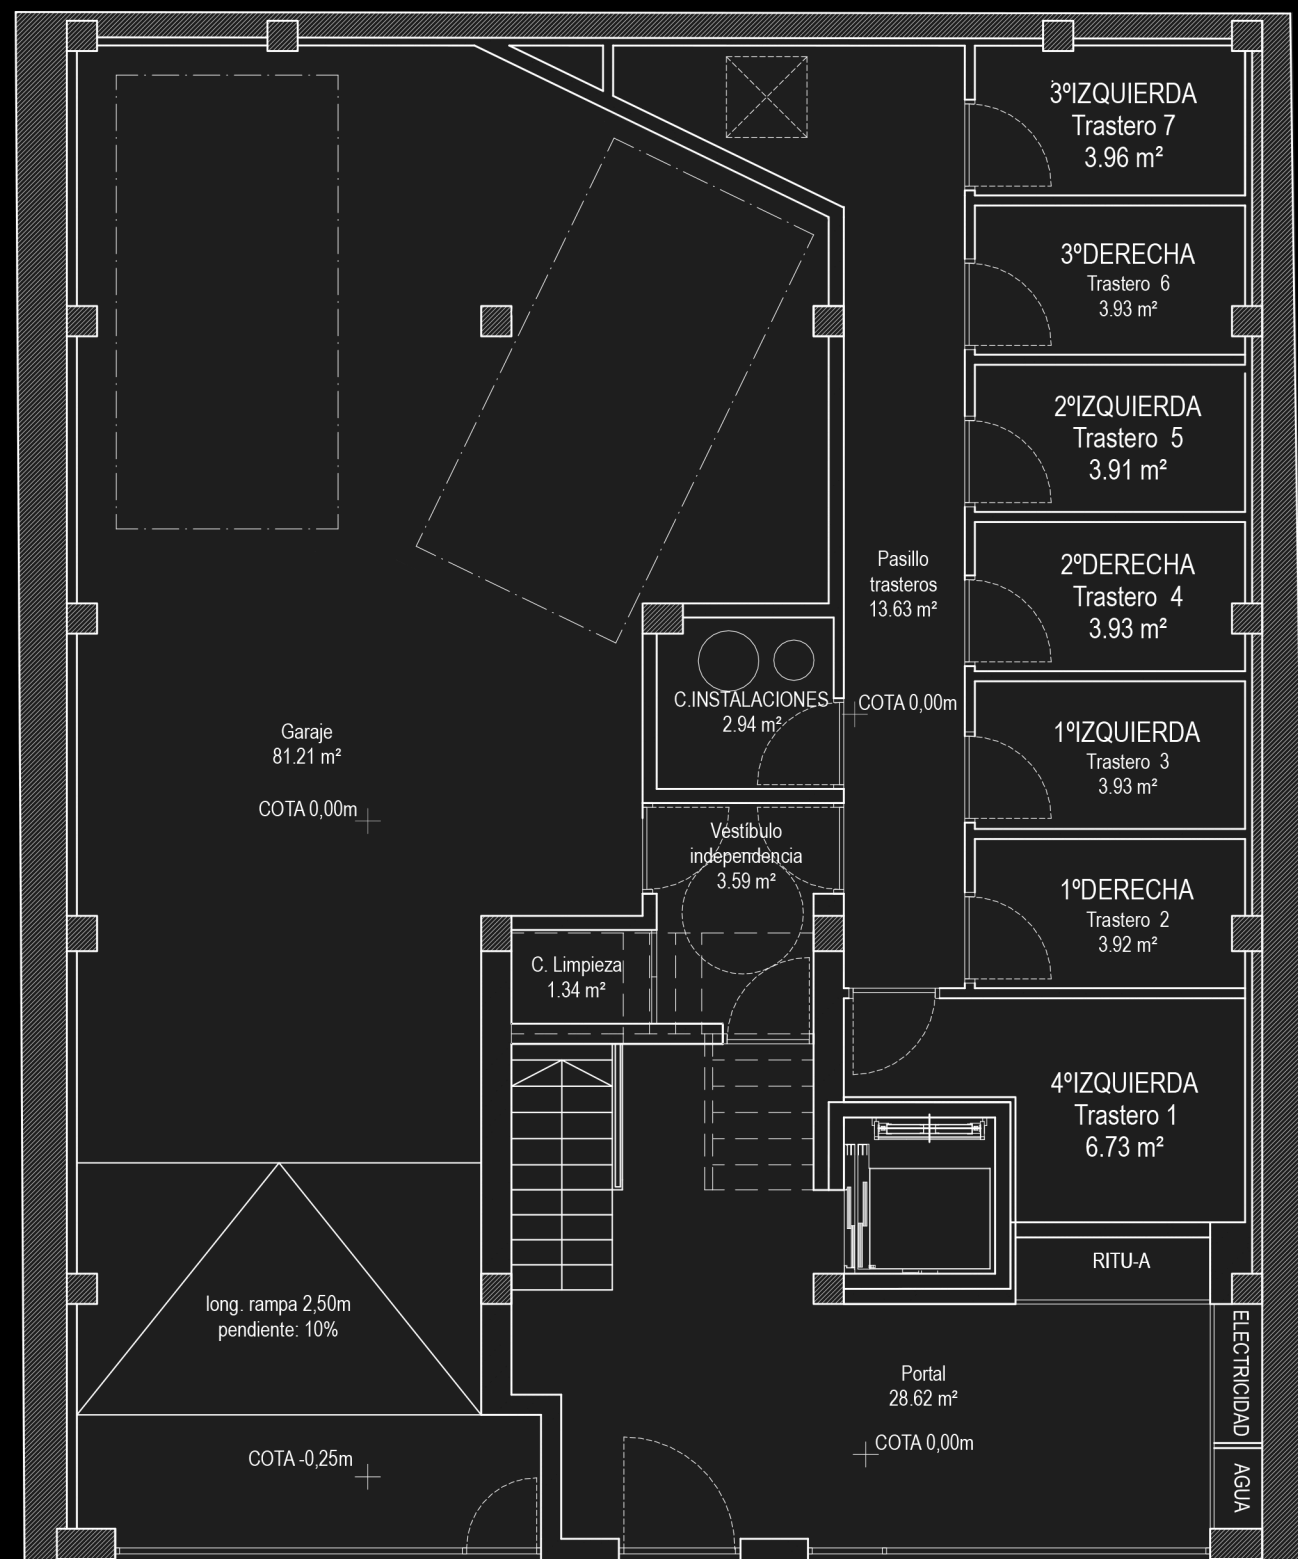 3ºIZQUIERDA
Trastero 7
3.96 m²
3ºDERECHA
Trastero 6
3.93 m²
2ºIZQUIERDA
Trastero 5
3.91 m²
Pasillo
trasteros
13.63 m²
2ºDERECHA
Trastero 4
3.93 m²
C.INSTALACIONES
2.94 m²
COTA 0,00m
1ºIZQUIERDA
Trastero 3
3.93 m²
Garaje
81.21 m²
COTA 0,00m
Vestíbulo
independencia
3.59 m²
1ºDERECHA
Trastero 2
3.92 m²
C. Limpieza
1.34 m²
4ºIZQUIERDA
Trastero 1
6.73 m²
RITU-A
long. rampa 2,50m
pendiente: 10%
ELECTRICIDAD
Portal
28.62 m²
COTA 0,00m
COTA -0,25m
AGUA